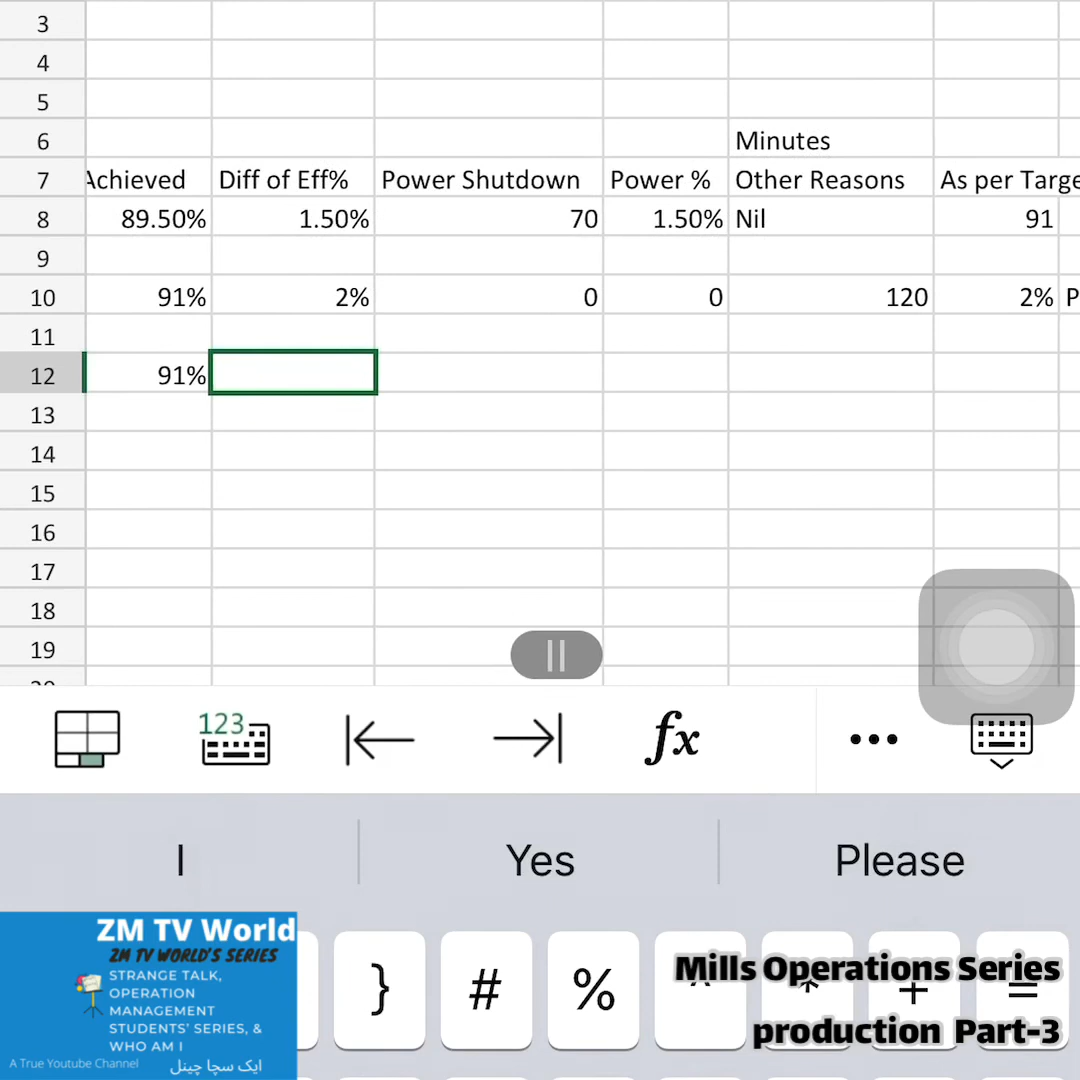 3
4
5
6 Minutes
7 Achieved Diff of Eff% Power Shutdown Power % Other Reasons As per Targe
8 89.50% 1.50% 70 1.50% Nil 91
9
10 91% 2% 0 0 120 2% P
11
12 91%
13
14
15
16
17
18
19
20
123 fx •••
I Yes Please
} # % ^ * + =
ZM TV World
ZM TV WORLD'S SERIES
STRANGE TALK,
OPERATION
MANAGEMENT
STUDENTS' SERIES, &
WHO AM I
A True Youtube Channel ایک سچا چینل
Mills Operations Series
production Part-3